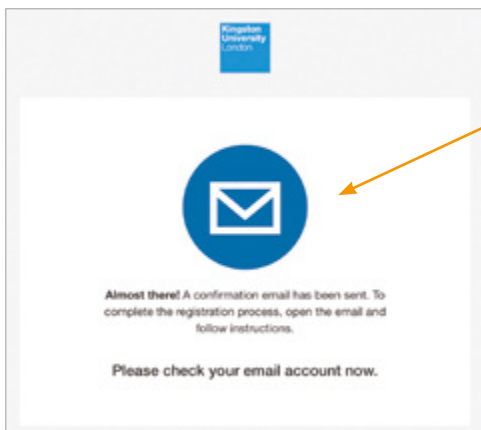 Kingston
University
London
Almost there! A confirmation email has been sent. To
complete the registration process, open the email and
follow instructions.
Please check your email account now.